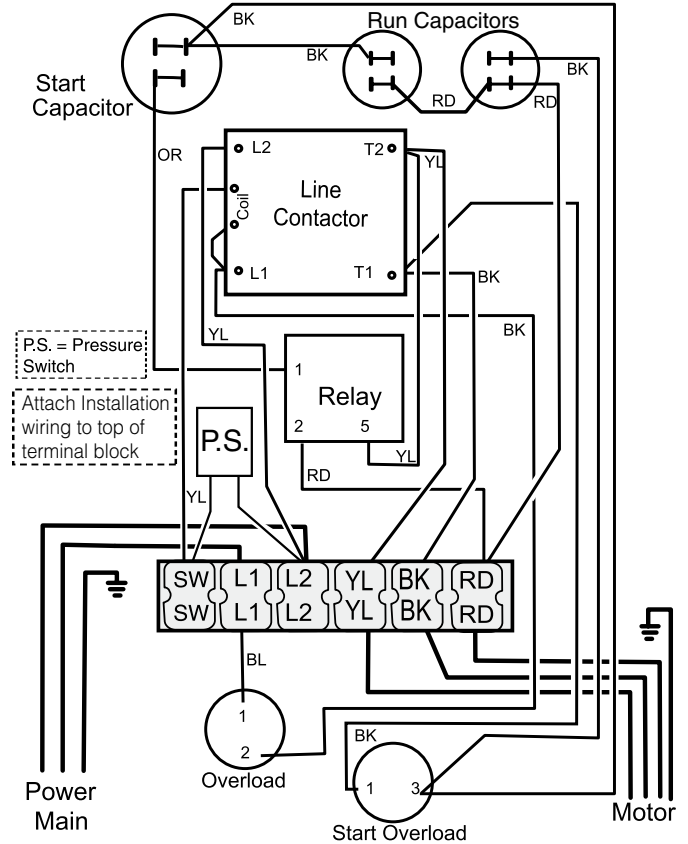 BK
Run Capacitors
BK
BK
Start
Capacitor
RD
RD
OR
L2
T2
YL
Line
Contactor
Coil
L1
T1
BK
YL
BK
P.S. = Pressure
Switch
1
Relay
Attach Installation
wiring to top of
terminal block
2
5
P.S.
YL
RD
YL
SW
L1
L2
YL
BK
RD
SW
L1
L2
YL
BK
RD
BL
1
2
BK
Overload
1
3
Power
Main
Motor
Start Overload